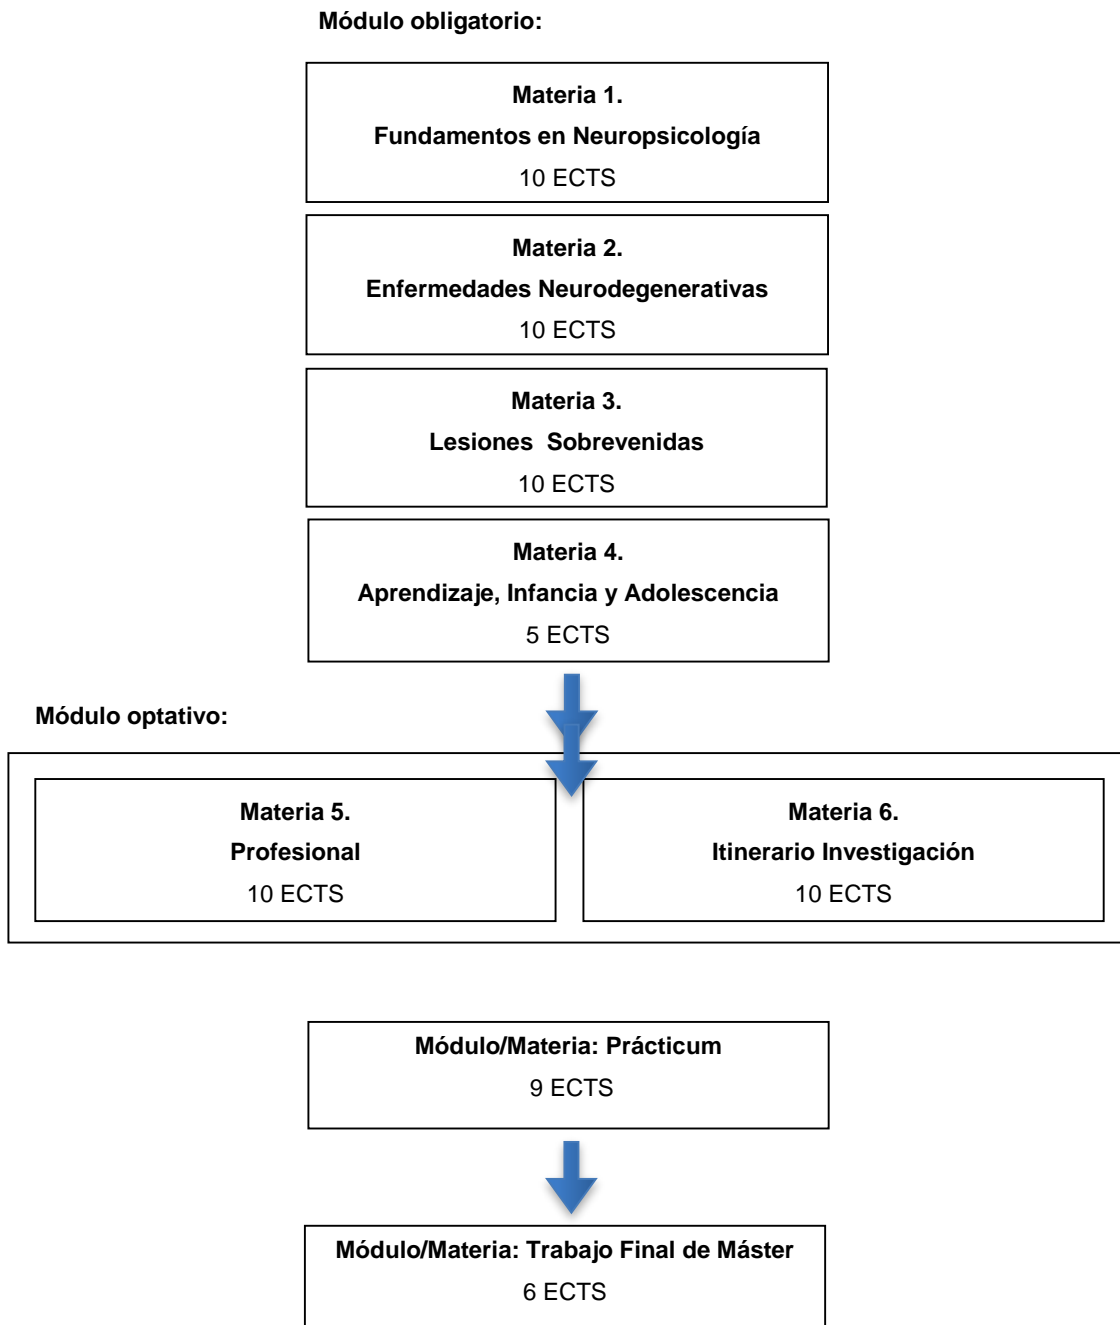 Módulo obligatorio:
Materia 1.
Fundamentos en Neuropsicología
10 ECTS
Materia 2.
Enfermedades Neurodegenerativas
10 ECTS
Materia 3.
Lesiones  Sobrevenidas
10 ECTS
Materia 4.
Aprendizaje, Infancia y Adolescencia
5 ECTS
Módulo optativo:
Materia 5.
Profesional
10 ECTS
Materia 6.
Itinerario Investigación
10 ECTS
Módulo/Materia: Prácticum
9 ECTS
Módulo/Materia: Trabajo Final de Máster
6 ECTS